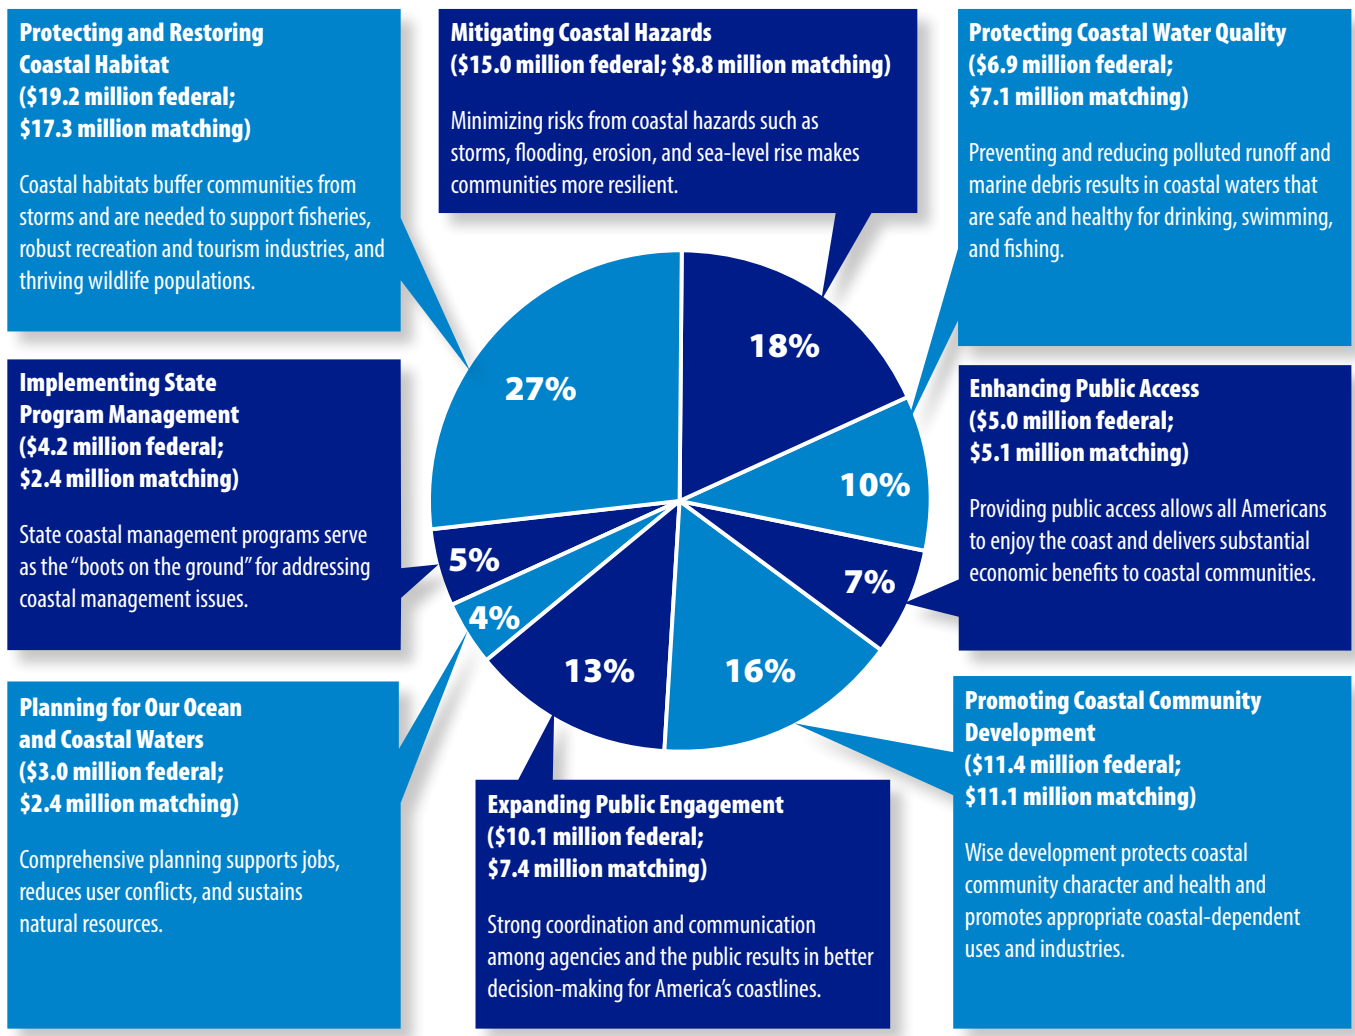 Protecting and Restoring
Coastal Habitat
($19.2 million federal;
$17.3 million matching)
Coastal habitats buffer communities from
storms and are needed to support fisheries,
robust recreation and tourism industries, and
thriving wildlife populations.
Mitigating Coastal Hazards
($15.0 million federal; $8.8 million matching)
Minimizing risks from coastal hazards such as
storms, flooding, erosion, and sea-level rise makes
communities more resilient.
Protecting Coastal Water Quality
($6.9 million federal;
$7.1 million matching)
Preventing and reducing polluted runoff and
marine debris results in coastal waters that
are safe and healthy for drinking, swimming,
and fishing.
Implementing State
Program Management
($4.2 million federal;
$2.4 million matching)
State coastal management programs serve
as the “boots on the ground” for addressing
coastal management issues.
27%
18%
10%
7%
16%
13%
4%
5%
Enhancing Public Access
($5.0 million federal;
$5.1 million matching)
Providing public access allows all Americans
to enjoy the coast and delivers substantial
economic benefits to coastal communities.
Planning for Our Ocean
and Coastal Waters
($3.0 million federal;
$2.4 million matching)
Comprehensive planning supports jobs,
reduces user conflicts, and sustains
natural resources.
Expanding Public Engagement
($10.1 million federal;
$7.4 million matching)
Strong coordination and communication
among agencies and the public results in better
decision-making for America’s coastlines.
Promoting Coastal Community
Development
($11.4 million federal;
$11.1 million matching)
Wise development protects coastal
community character and health and
promotes appropriate coastal-dependent
uses and industries.